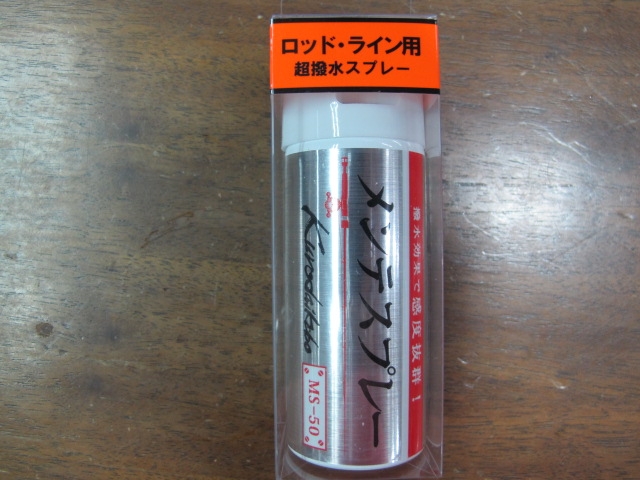 ロッド・ライン用
超撥水スプレー
撥水効果で感度抜群！
メンテスプレー
Kurodakobo
MS-50